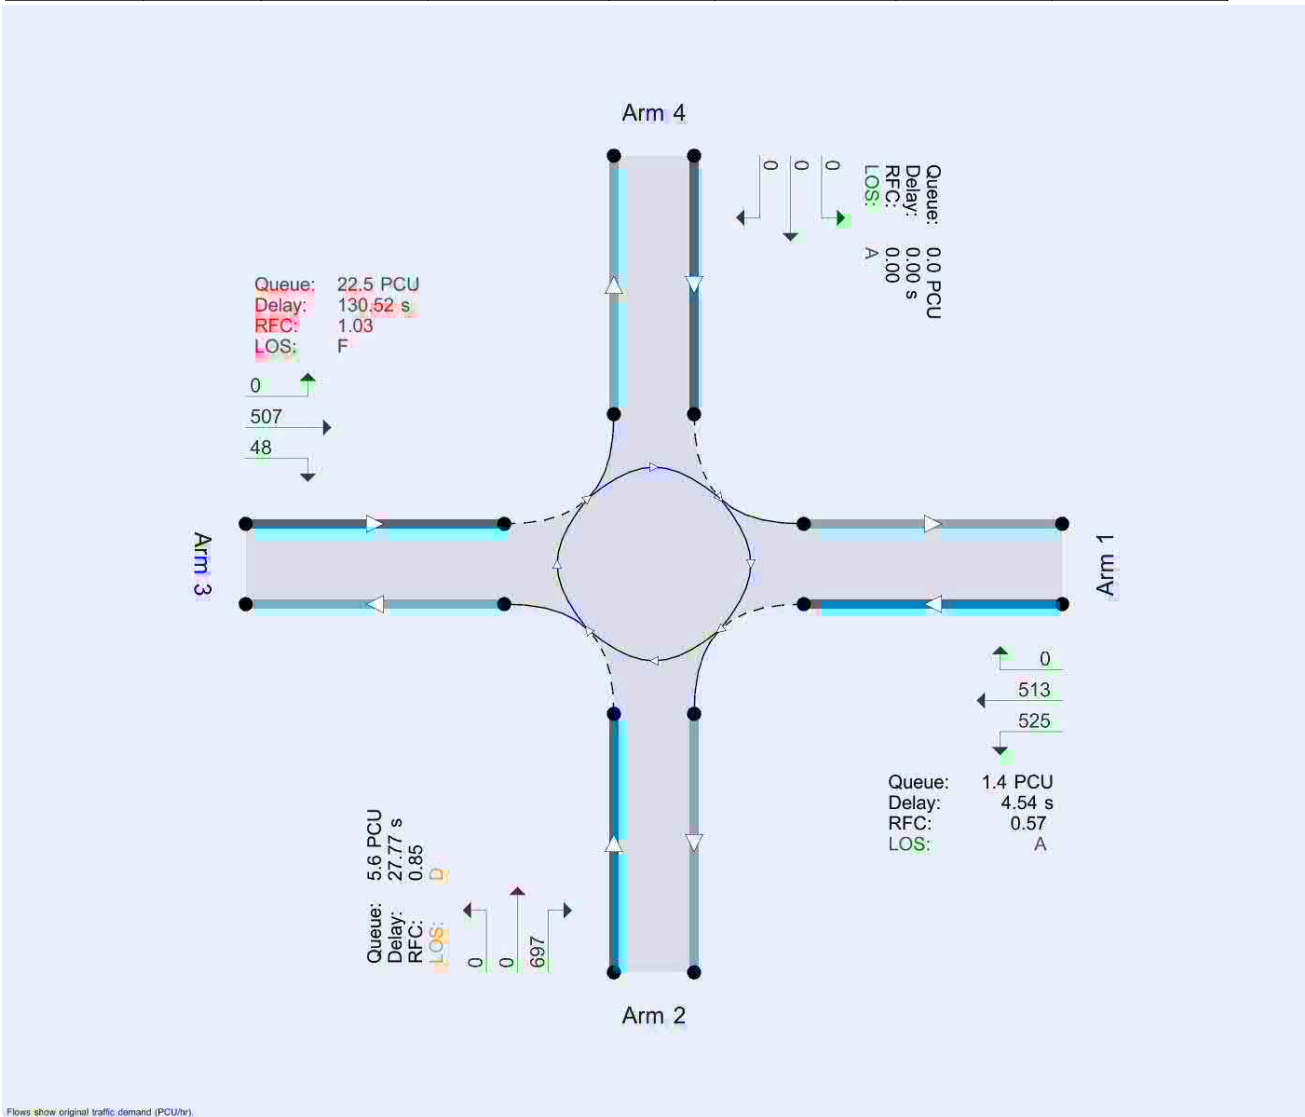 Arm 4
0
0
0
Queue: 0.0 PCU
Delay: 0.00 s
RFC: 0.00
LOS: A
Queue: 22.5 PCU
Delay: 130.52 s
RFC: 1.03
LOS: F
0
507
48
Arm 3
Arm 1
0
513
525
Queue: 1.4 PCU
Delay: 4.54 s
RFC: 0.57
LOS: A
Queue: 5.6 PCU
Delay: 27.77 s
RFC: 0.85
LOS: D
0
0
697
Arm 2
Flows show original traffic demand (PCU/hr).